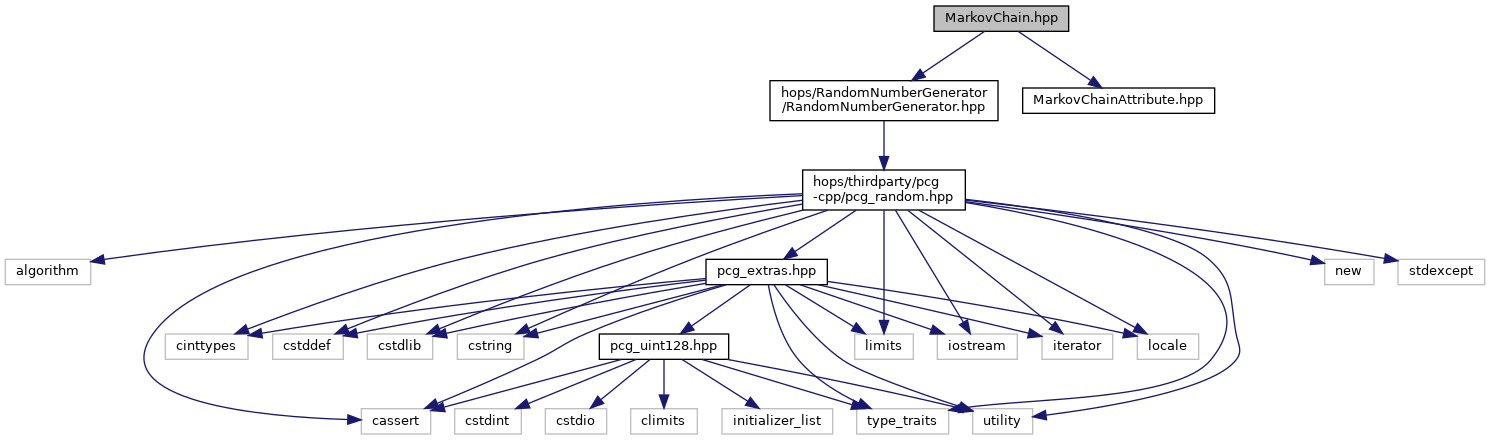 MarkovChain.hpp
hops/RandomNumberGenerator
/RandomNumberGenerator.hpp
MarkovChainAttribute.hpp
hops/thirdparty/pcg
-cpp/pcg_random.hpp
algorithm
pcg_extras.hpp
new
stdexcept
cinttypes
cstddef
cstdlib
cstring
pcg_uint128.hpp
limits
iostream
iterator
locale
cassert
cstdint
cstdio
climits
initializer_list
type_traits
utility